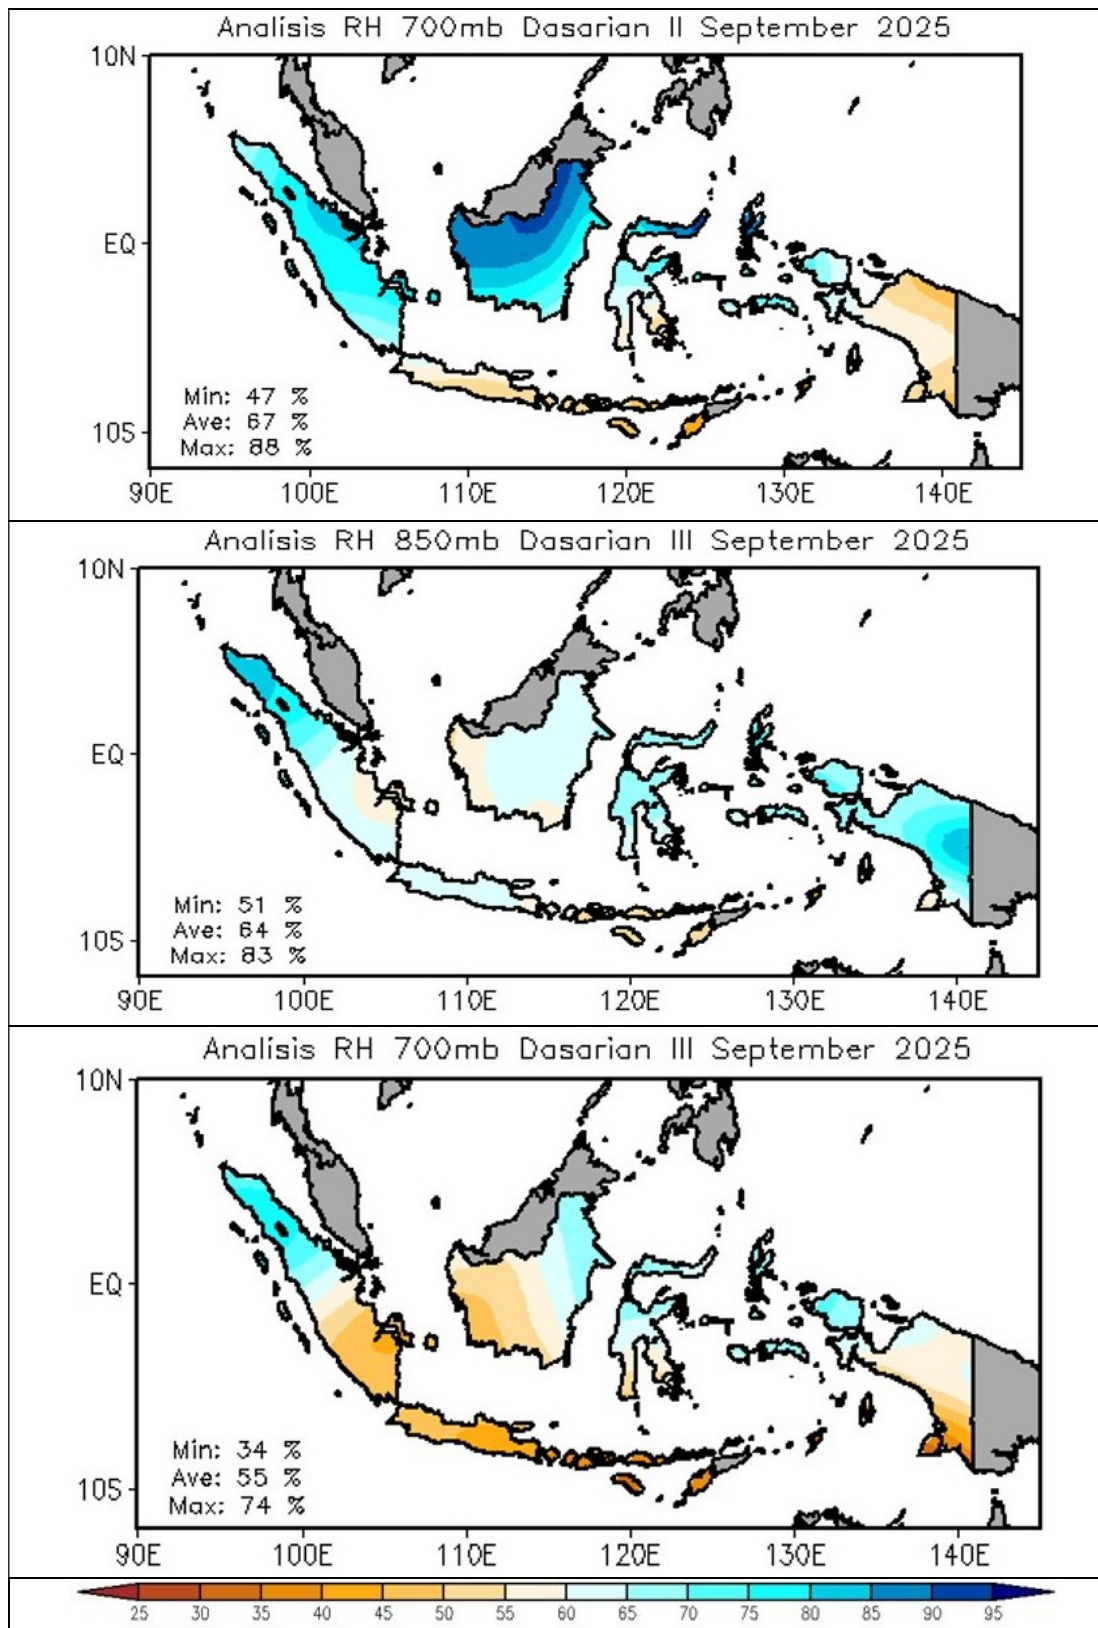 Analisis RH 700mb Dasarian II September 2025
10N
EQ
10S
Min: 47 %
Ave: 67 %
Max: 88 %
90E 100E 110E 120E 130E 140E
Analisis RH 850mb Dasarian III September 2025
10N
EQ
10S
Min: 51 %
Ave: 64 %
Max: 83 %
90E 100E 110E 120E 130E 140E
Analisis RH 700mb Dasarian III September 2025
10N
EQ
10S
Min: 34 %
Ave: 55 %
Max: 74 %
90E 100E 110E 120E 130E 140E
25 30 35 40 45 50 55 60 65 70 75 80 85 90 95